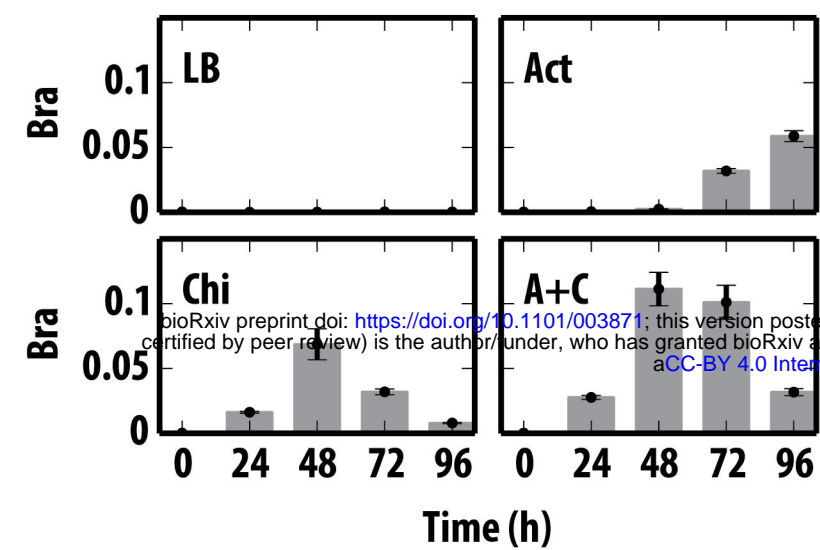 LB
Act
0.1
0.05
0
Bra
Chi
A+C
0.1
0.05
0
Bra
bioRxiv preprint doi: https://doi.org/10.1101/003871; this version poste
certified by peer review) is the author/funder, who has granted bioRxiv a
aCC-BY 4.0 Inter
0 24 48 72 96 0 24 48 72 96
Time (h)